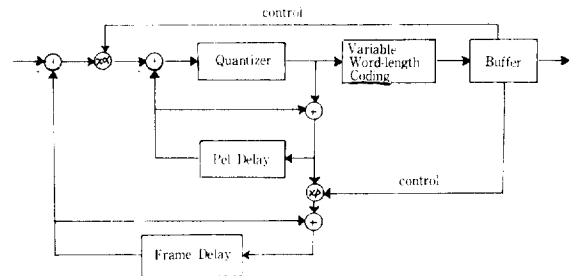 control
Quantizer
Variable
Word-length
Coding
Buffer
Pel Delay
control
Frame Delay